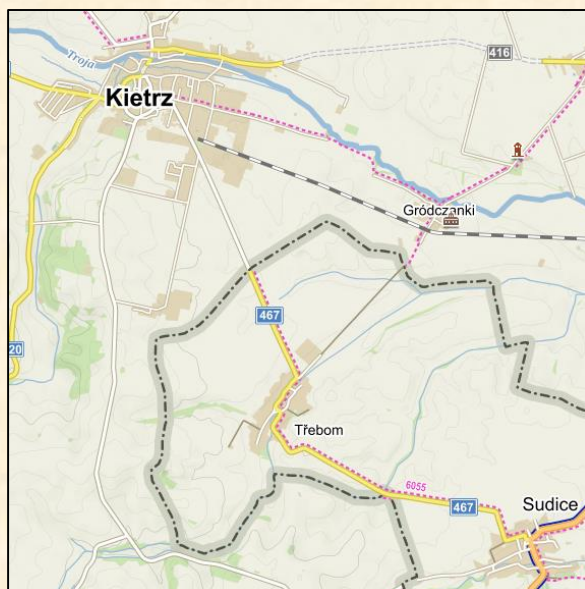 Troja
416
Kietrz
Gródczanki
467
20
Třebom
6055
467
Sudice